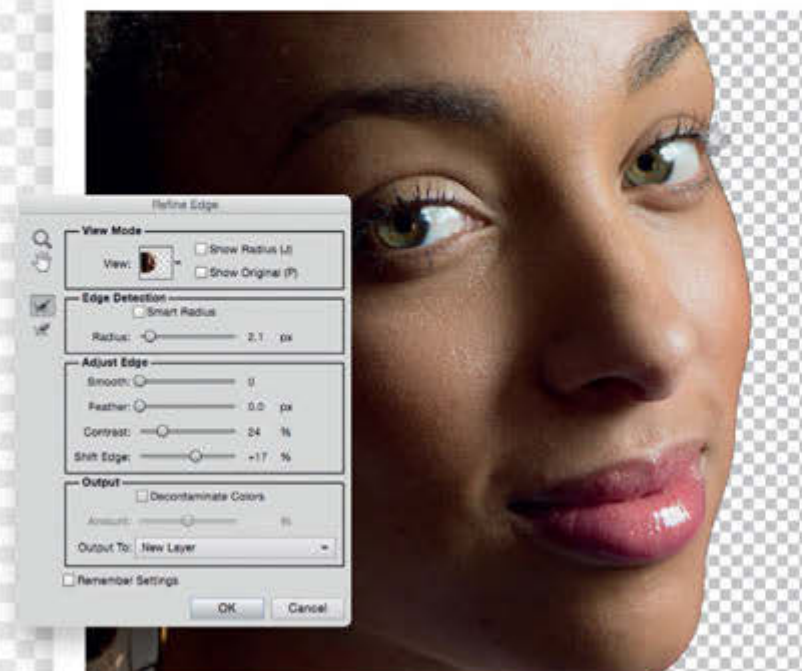 Refine Edge
View Mode
View:
Show Radius (J)
Show Original (P)
Edge Detection
Smart Radius
Radius: 2.1 px
Adjust Edge
Smooth: 0
Feather: 0.0 px
Contrast: 24 %
Shift Edge: +17 %
Output
Decontaminate Colors
Amount: %
Output To: New Layer
Remember Settings
OK Cancel